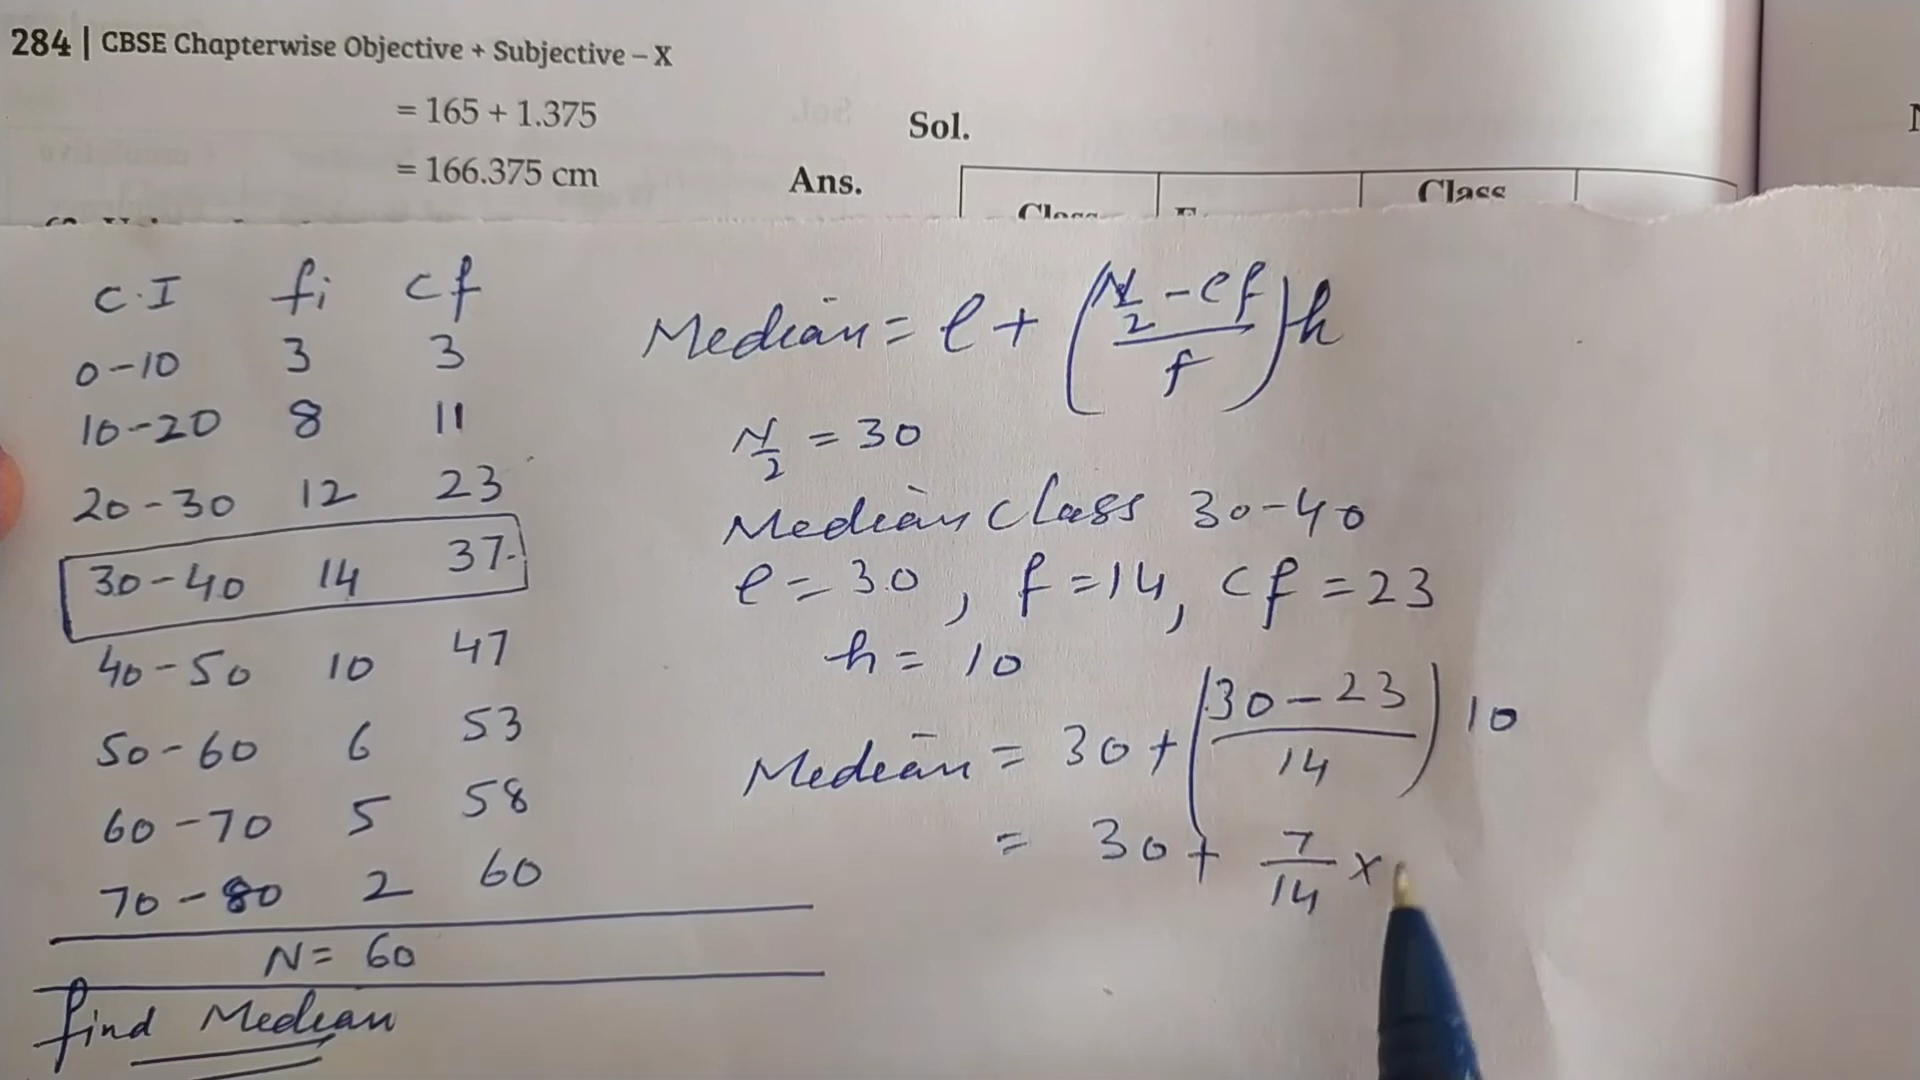 284 | CBSE Chapterwise Objective + Subjective – X
= 165 + 1.375
= 166.375 cm
Ans.
Sol.
Class
Class
C.I fi cf
0-10 3 3
10-20 8 11
20-30 12 23
30-40 14 37
40-50 10 47
50-60 6 53
60-70 5 58
70-80 2 60
N= 60
find Median
Median = l + (N/2 - cf / f) h
N/2 = 30
Median Class 30-40
l = 30, f = 14, cf = 23
h = 10
Median = 30 + (30 - 23 / 14) 10
= 30 + 7/14 ×